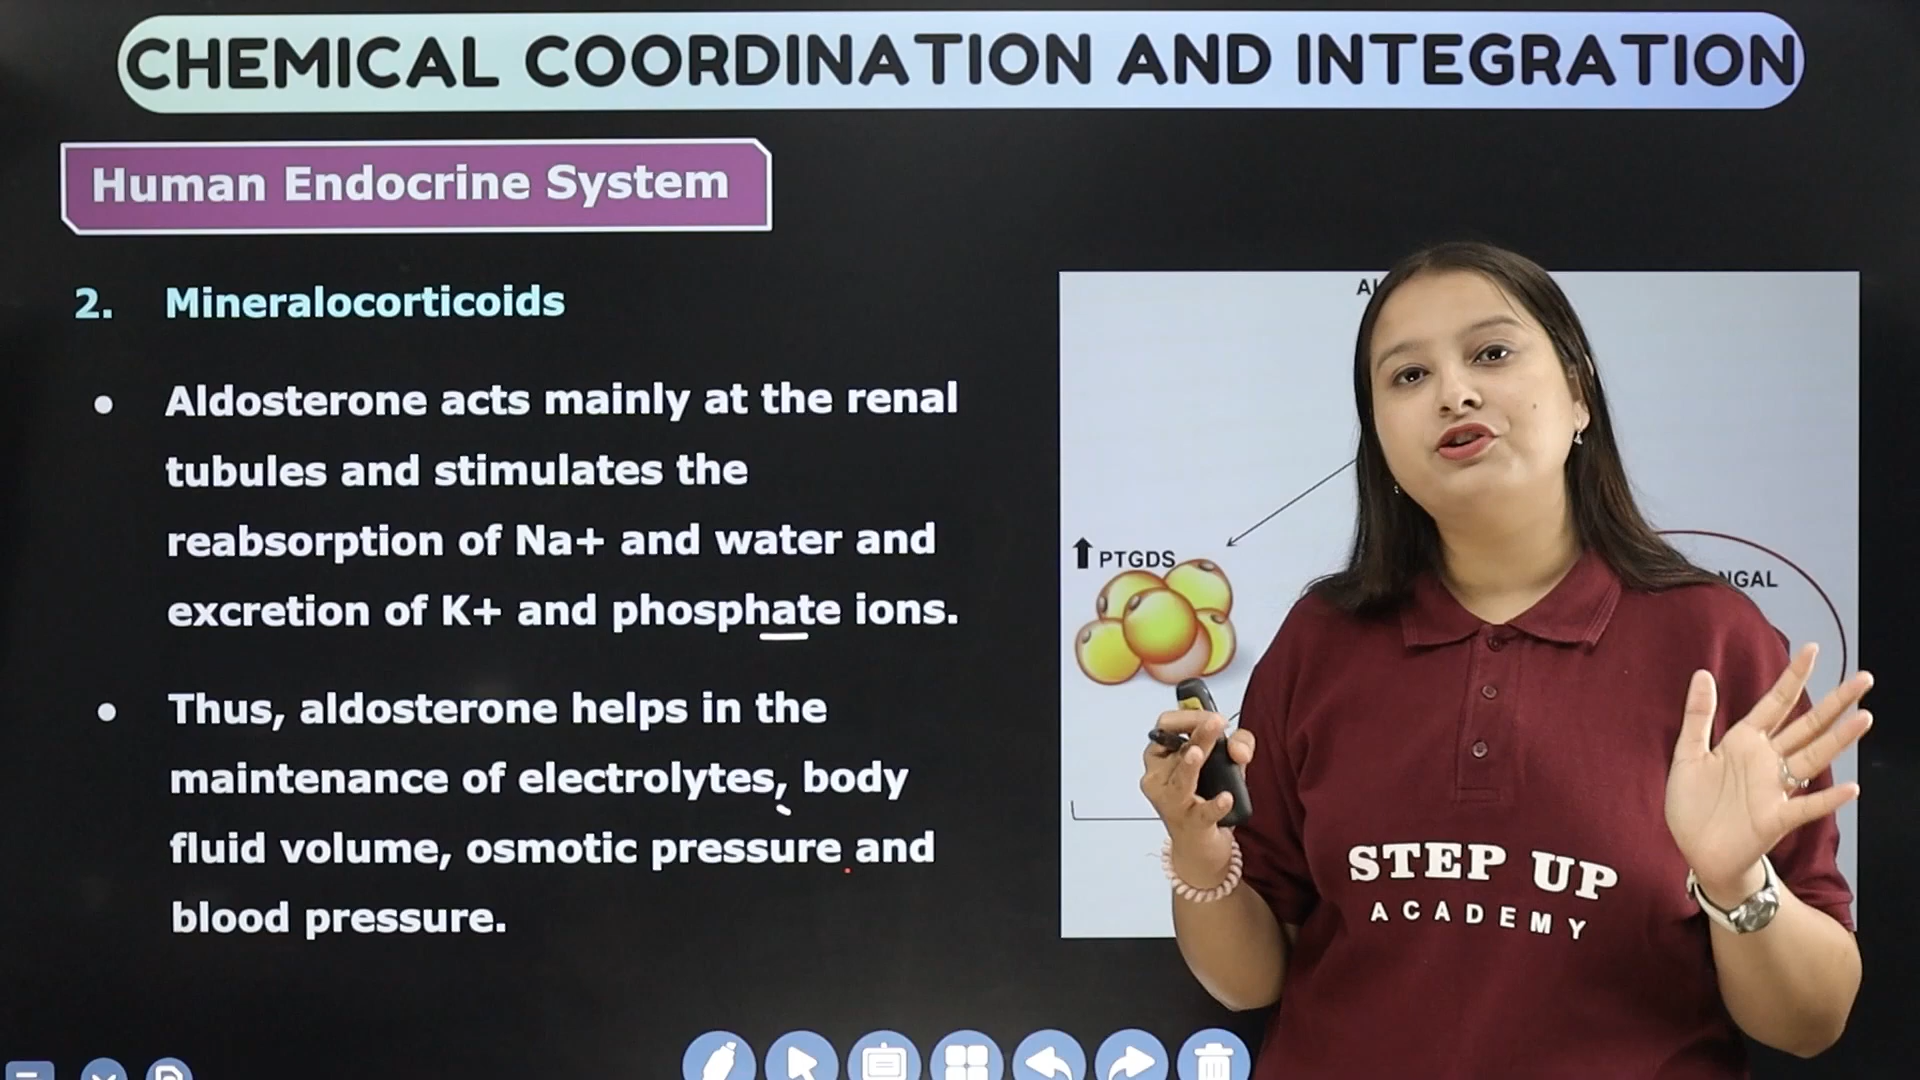 CHEMICAL COORDINATION AND INTEGRATION
Human Endocrine System
2. Mineralocorticoids
● Aldosterone acts mainly at the renal
tubules and stimulates the
reabsorption of Na+ and water and
excretion of K+ and phosphate ions.
● Thus, aldosterone helps in the
maintenance of electrolytes, body
fluid volume, osmotic pressure and
blood pressure.
PTGDS
STEP UP
ACADEMY